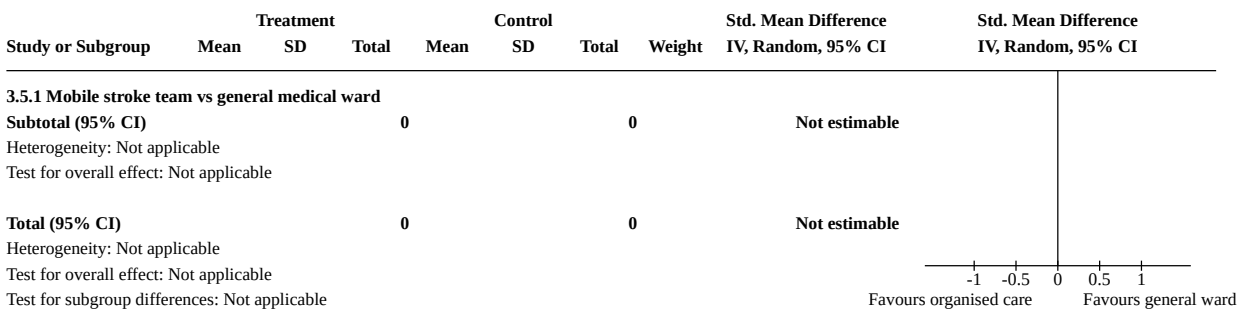 Treatment Control Std. Mean Difference Std. Mean Difference
Study or Subgroup Mean SD Total Mean SD Total Weight IV, Random, 95% CI IV, Random, 95% CI
3.5.1 Mobile stroke team vs general medical ward
Subtotal (95% CI) 0 0 Not estimable
Heterogeneity: Not applicable
Test for overall effect: Not applicable
Total (95% CI) 0 0 Not estimable
Heterogeneity: Not applicable
Test for overall effect: Not applicable
-1 -0.5 0 0.5 1
Test for subgroup differences: Not applicable Favours organised care Favours general ward